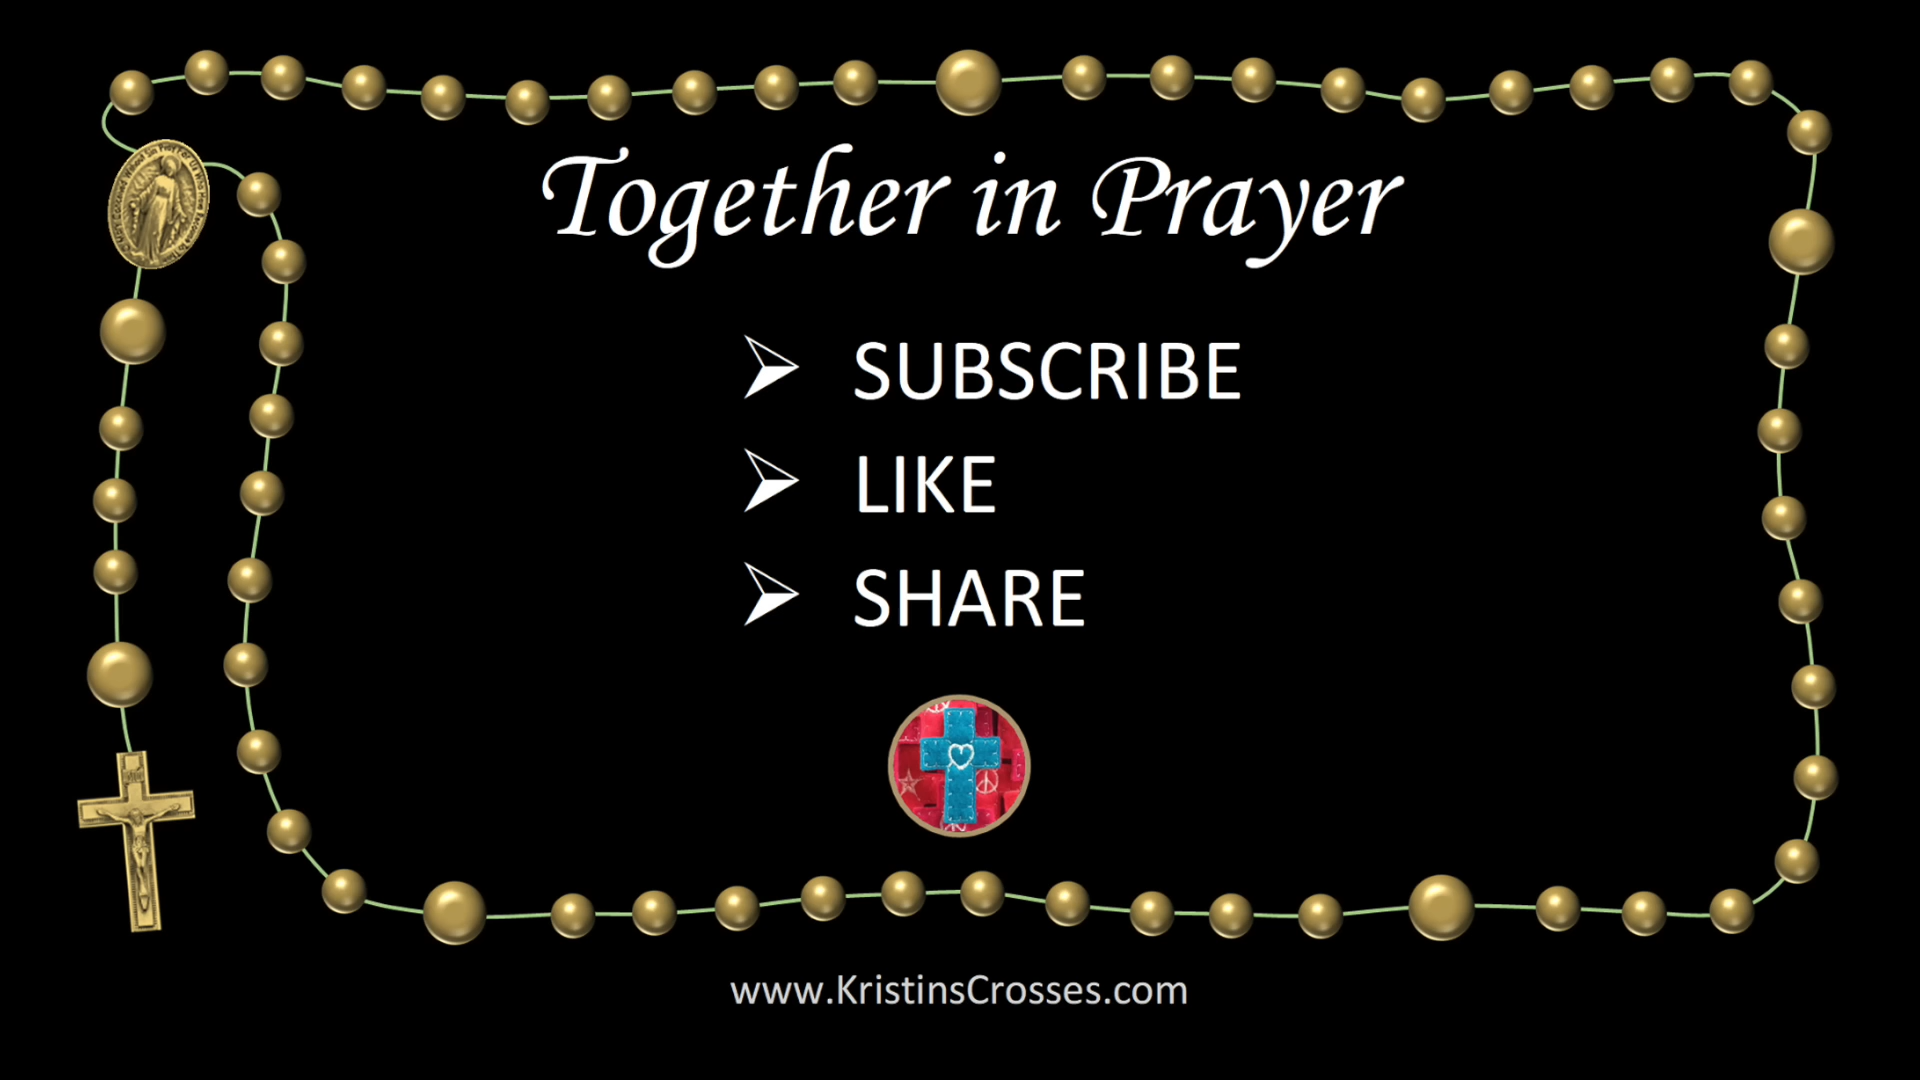 Together in Prayer
SUBSCRIBE
LIKE
SHARE
www.KristinsCrosses.com